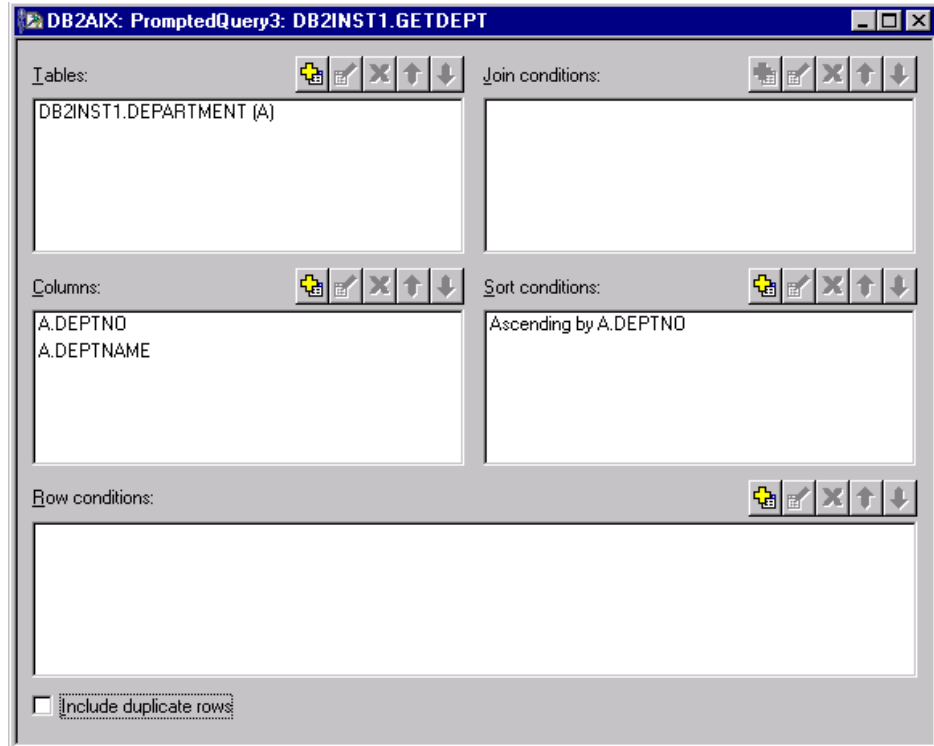 DB2AIX: PromptedQuery3: DB2INST1.GETDEPT
Tables:
DB2INST1.DEPARTMENT (A)
Join conditions:
Columns:
A.DEPTNO
A.DEPTNAME
Sort conditions:
Ascending by A.DEPTNO
Row conditions:
Include duplicate rows